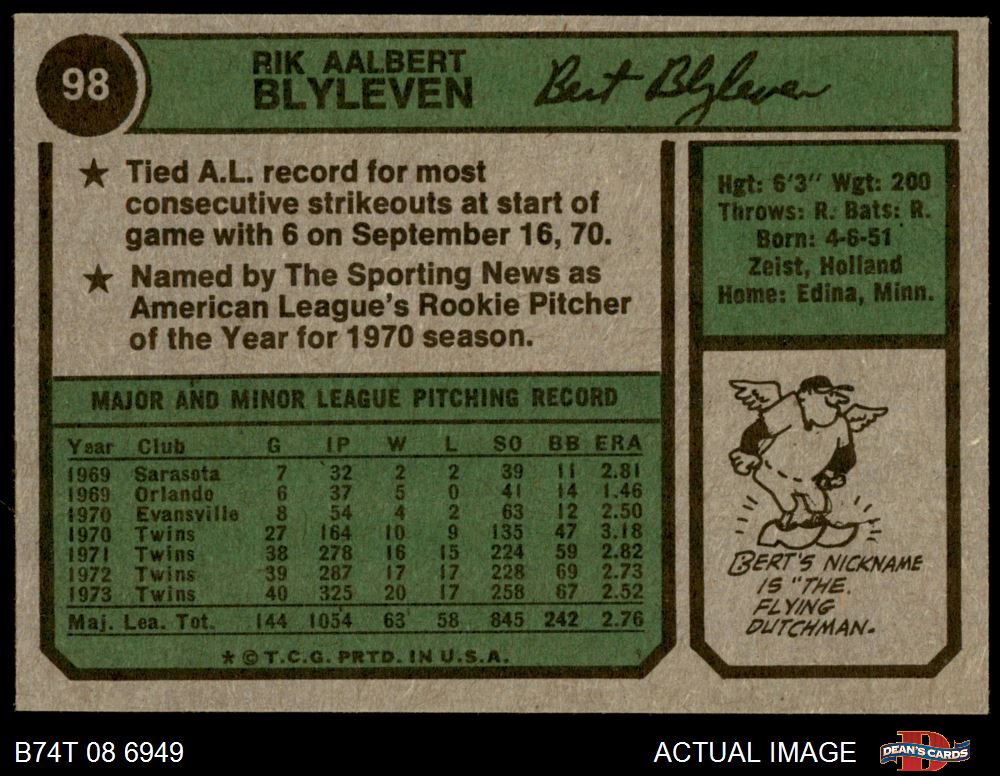 98
RIK AALBERT
BLYLEVEN
Bert Blyleven
★ Tied A.L. record for most
consecutive strikeouts at start of
game with 6 on September 16, 70.
★ Named by The Sporting News as
American League's Rookie Pitcher
of the Year for 1970 season.
Hgt: 6'3" Wgt: 200
Throws: R. Bats: R.
Born: 4-6-51
Zeist, Holland
Home: Edina, Minn.
MAJOR AND MINOR LEAGUE PITCHING RECORD
Year Club G IP W L SO BB ERA
1969 Sarasota 7 32 2 2 39 11 2.81
1969 Orlando 6 37 5 0 41 14 1.46
1970 Evansville 8 54 4 2 63 12 2.50
1970 Twins 27 164 10 9 135 47 3.18
1971 Twins 38 278 16 15 224 59 2.82
1972 Twins 39 287 17 17 228 69 2.73
1973 Twins 40 325 20 17 258 67 2.52
Maj. Lea. Tot. 144 1054 63 58 845 242 2.76
★ © T.C.G. PRTD. IN U.S.A.
BERT'S NICKNAME
IS "THE
FLYING
DUTCHMAN.
B74T 08 6949
ACTUAL IMAGE
DEAN'S CARDS